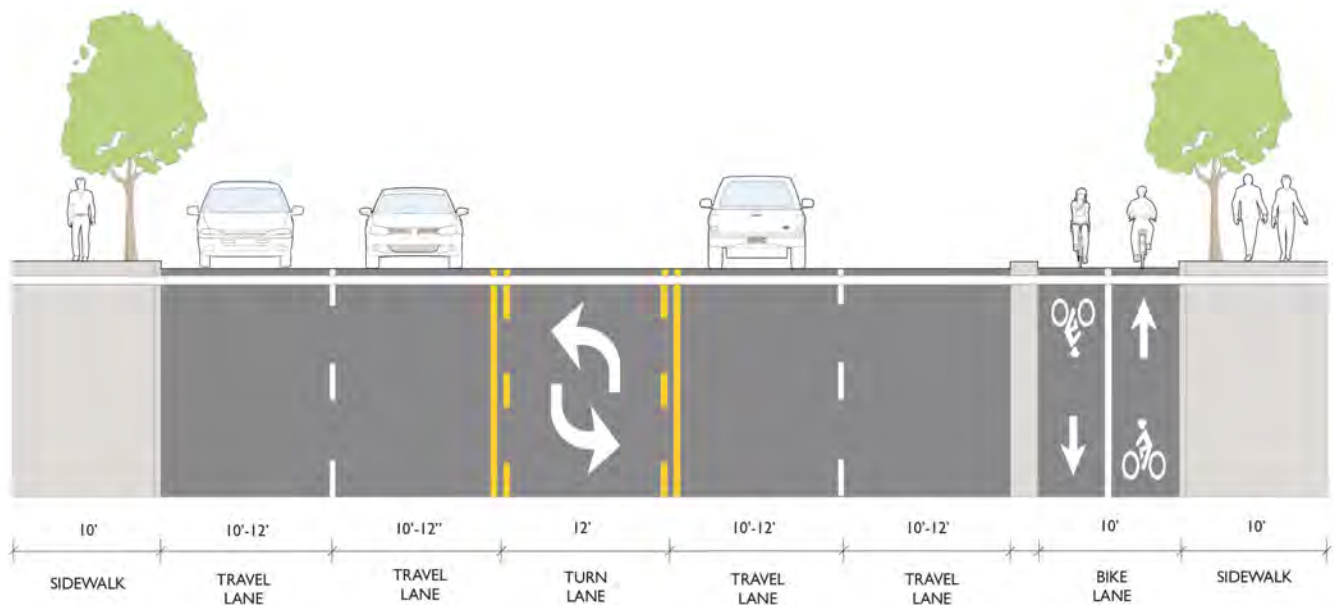 10' 10'-12' 10'-12" 12' 10'-12' 10'-12' 10' 10'
SIDEWALK TRAVEL LANE TRAVEL LANE TURN LANE TRAVEL LANE TRAVEL LANE BIKE LANE SIDEWALK